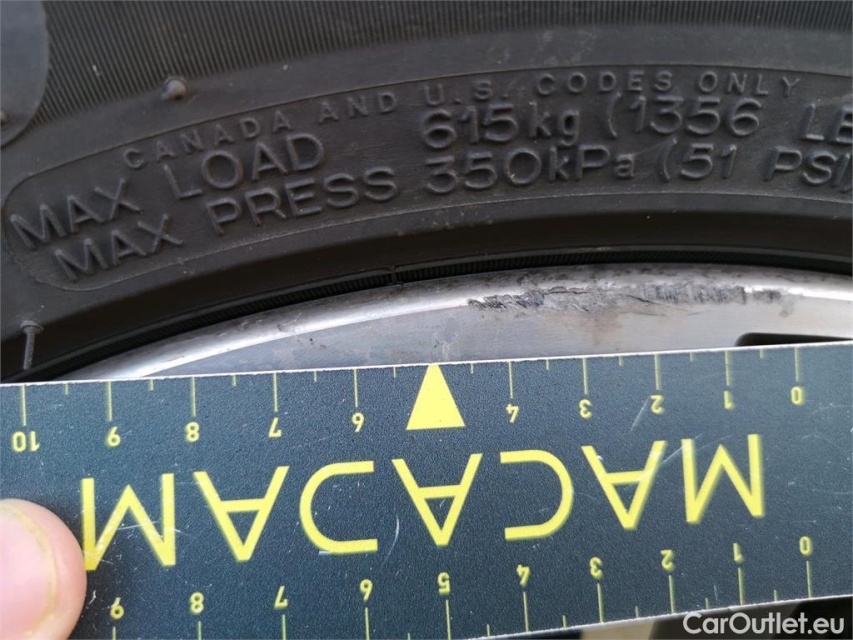 CANADA AND U.S. CODES ONLY
MAX LOAD 615kg (1356 LB
MAX PRESS 350kPa (51 PSI)
10 9 8 7 6 4 3 2 1 0
MACADAM
9 8 7 6 5 4 3 2 1 0
CarOutlet.eu